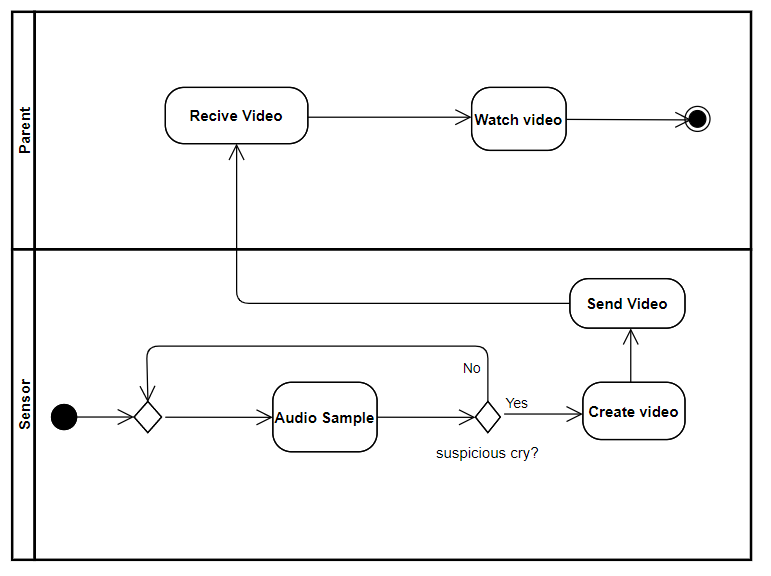 Parent
Recive Video
Watch video
Sensor
Send Video
No
Audio Sample
Yes
Create video
suspicious cry?